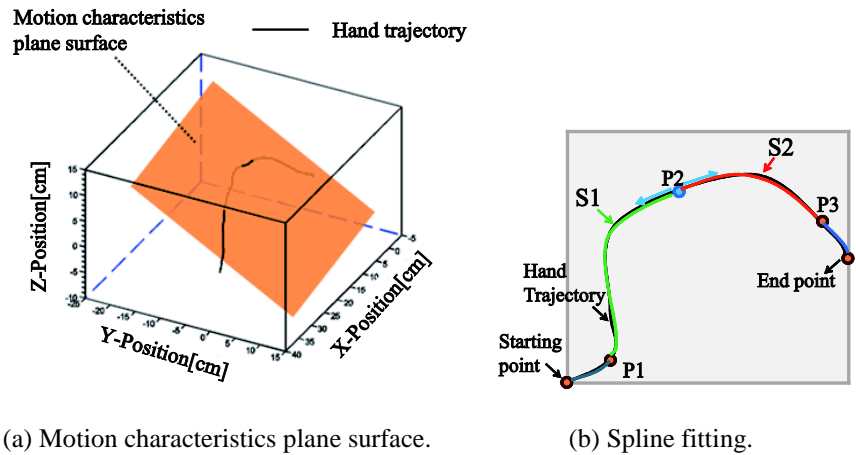 Motion characteristics
plane surface
Hand trajectory
Z-Position[cm]
15
10
5
0
-5
-10
-25
-20
-15
-10
-5
0
5
10
15
Y-Position[cm]
40
35
30
25
20
15
10
5
0
-5
X-Position[cm]
S2
P2
S1
P3
Hand
Trajectory
End point
Starting
point
P1
(a) Motion characteristics plane surface.
(b) Spline fitting.